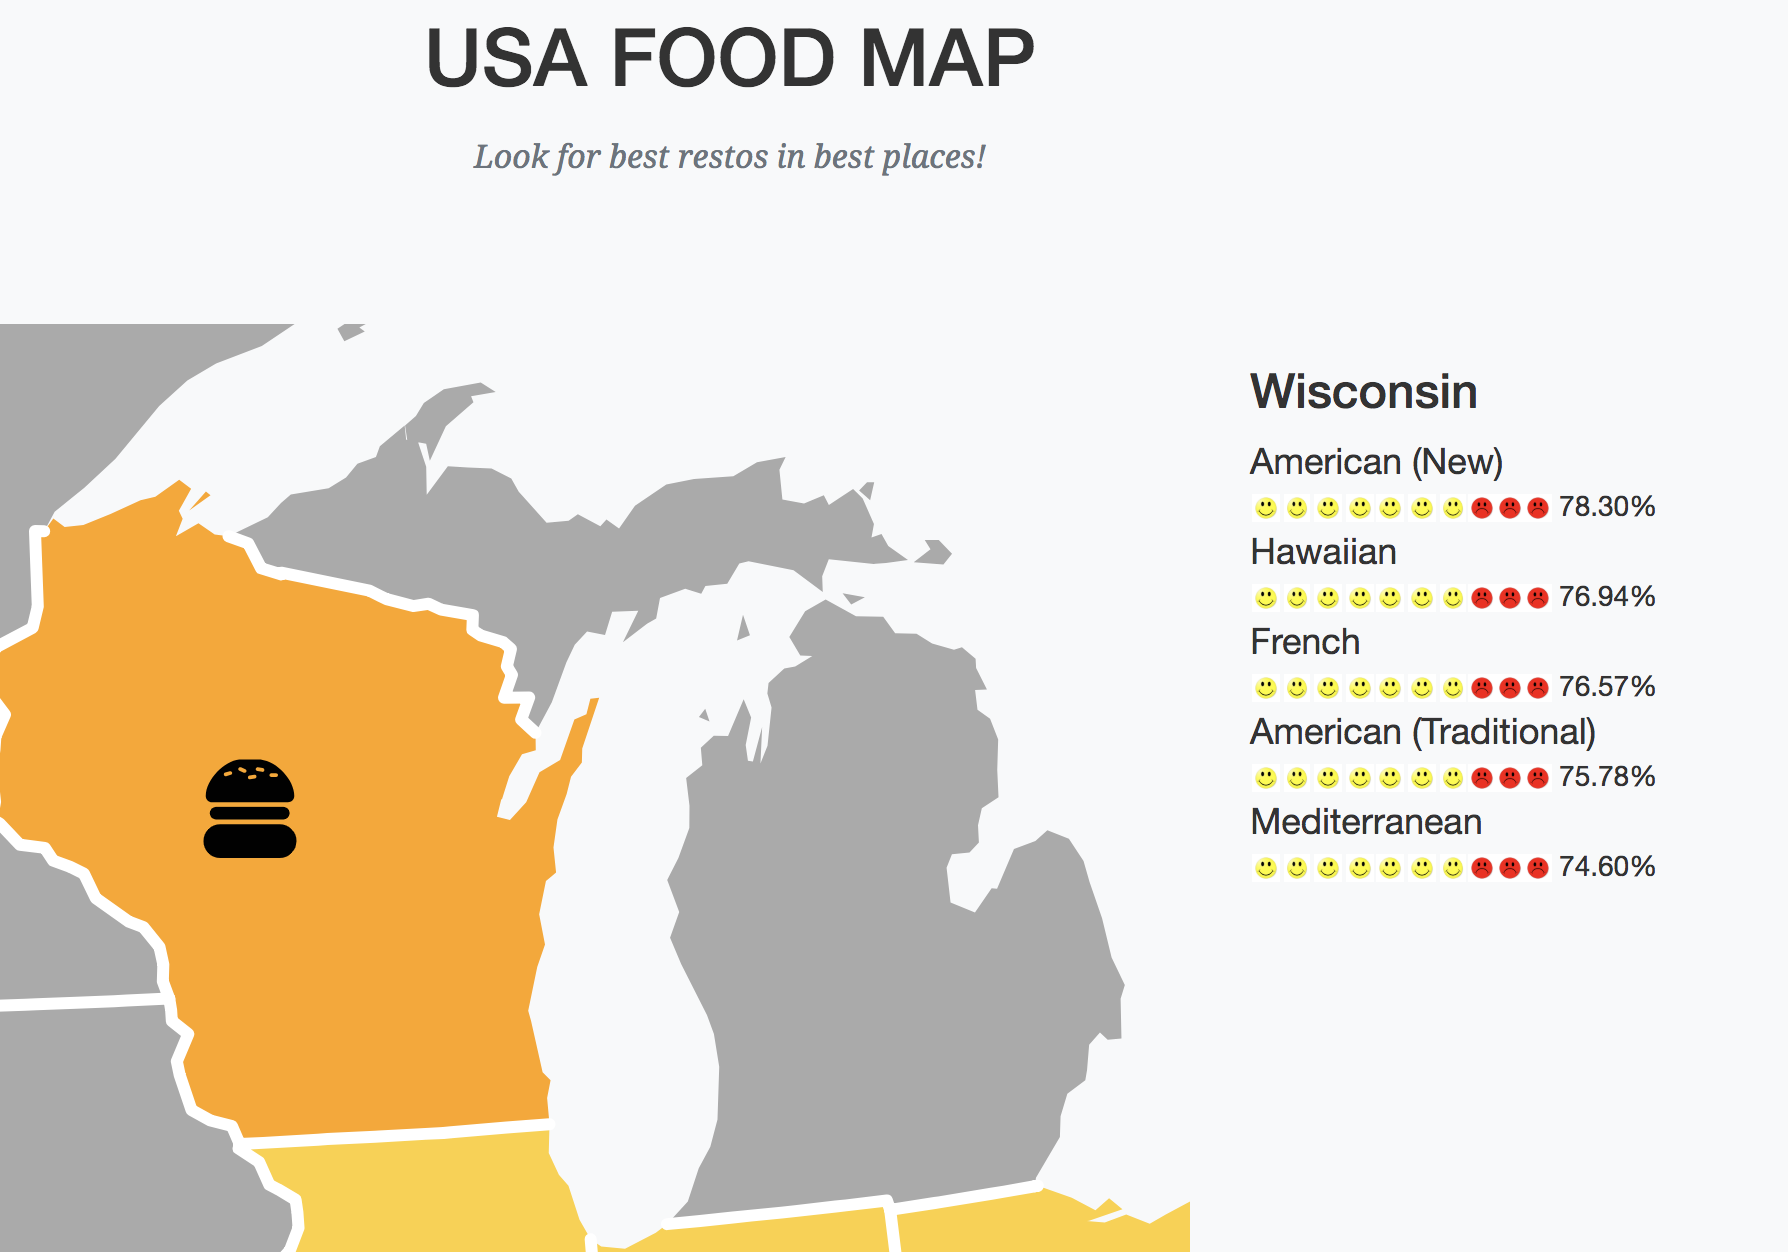 USA FOOD MAP
Look for best restos in best places!
Wisconsin
American (New)
78.30%
Hawaiian
76.94%
French
76.57%
American (Traditional)
75.78%
Mediterranean
74.60%